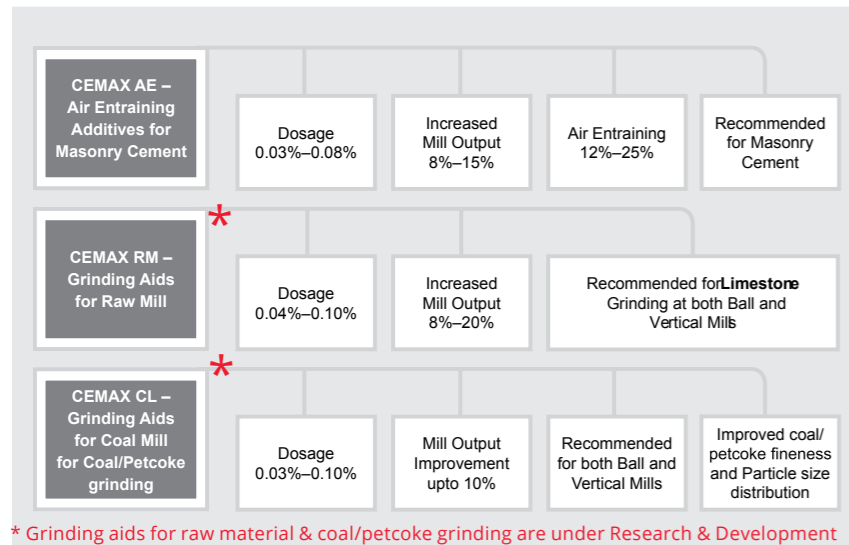 CEMAX AE –
Air Entraining
Additives for
Masonry Cement
Dosage
0.03%–0.08%
Increased
Mill Output
8%–15%
Air Entraining
12%–25%
Recommended
for Masonry
Cement
*
CEMAX RM –
Grinding Aids
for Raw Mill
Dosage
0.04%–0.10%
Increased
Mill Output
8%–20%
Recommended for Limestone
Grinding at both Ball and
Vertical Mills
*
CEMAX CL –
Grinding Aids
for Coal Mill
for Coal/Petcoke
grinding
Dosage
0.03%–0.10%
Mill Output
Improvement
upto 10%
Recommended
for both Ball and
Vertical Mills
Improved coal/
petcoke fineness
and Particle size
distribution
* Grinding aids for raw material & coal/petcoke grinding are under Research & Development